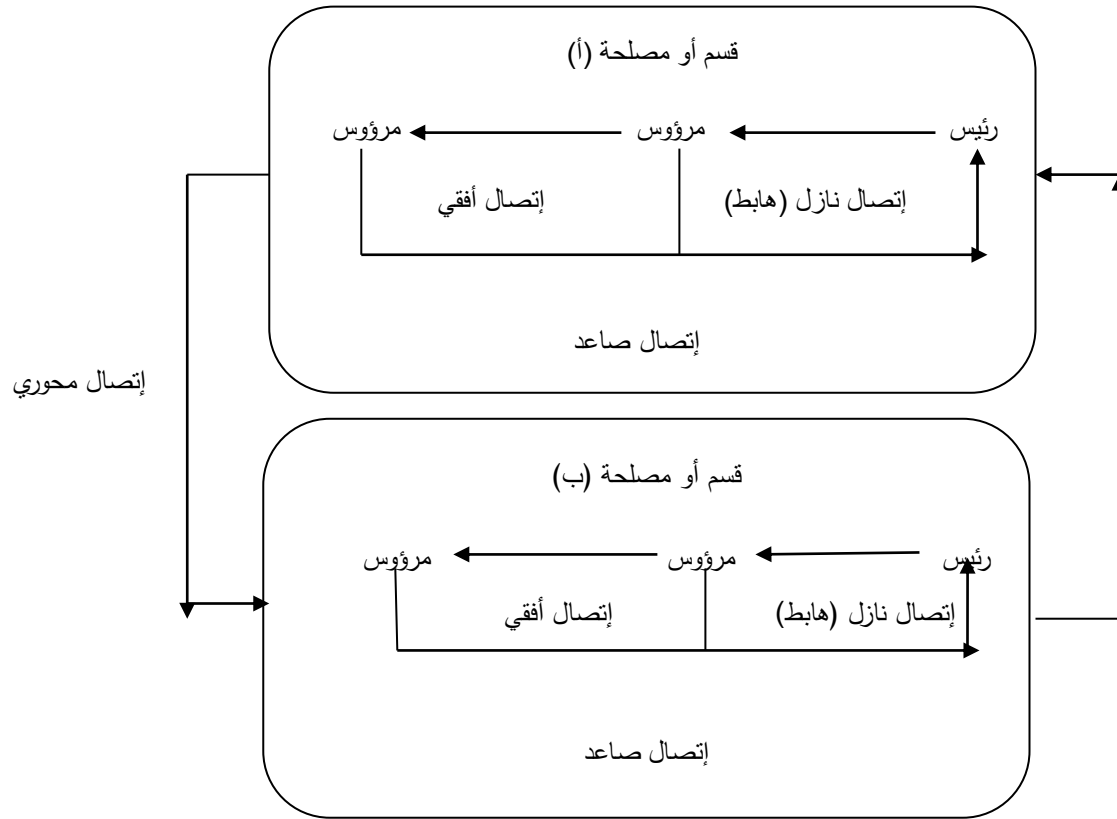 قسم أو مصلحة (أ)
رئيس
مرؤوس
مرؤوس
إتصال نازل (هابط)
إتصال أفقي
إتصال صاعد
إتصال محوري
قسم أو مصلحة (ب)
رئيس
مرؤوس
مرؤوس
إتصال نازل (هابط)
إتصال أفقي
إتصال صاعد